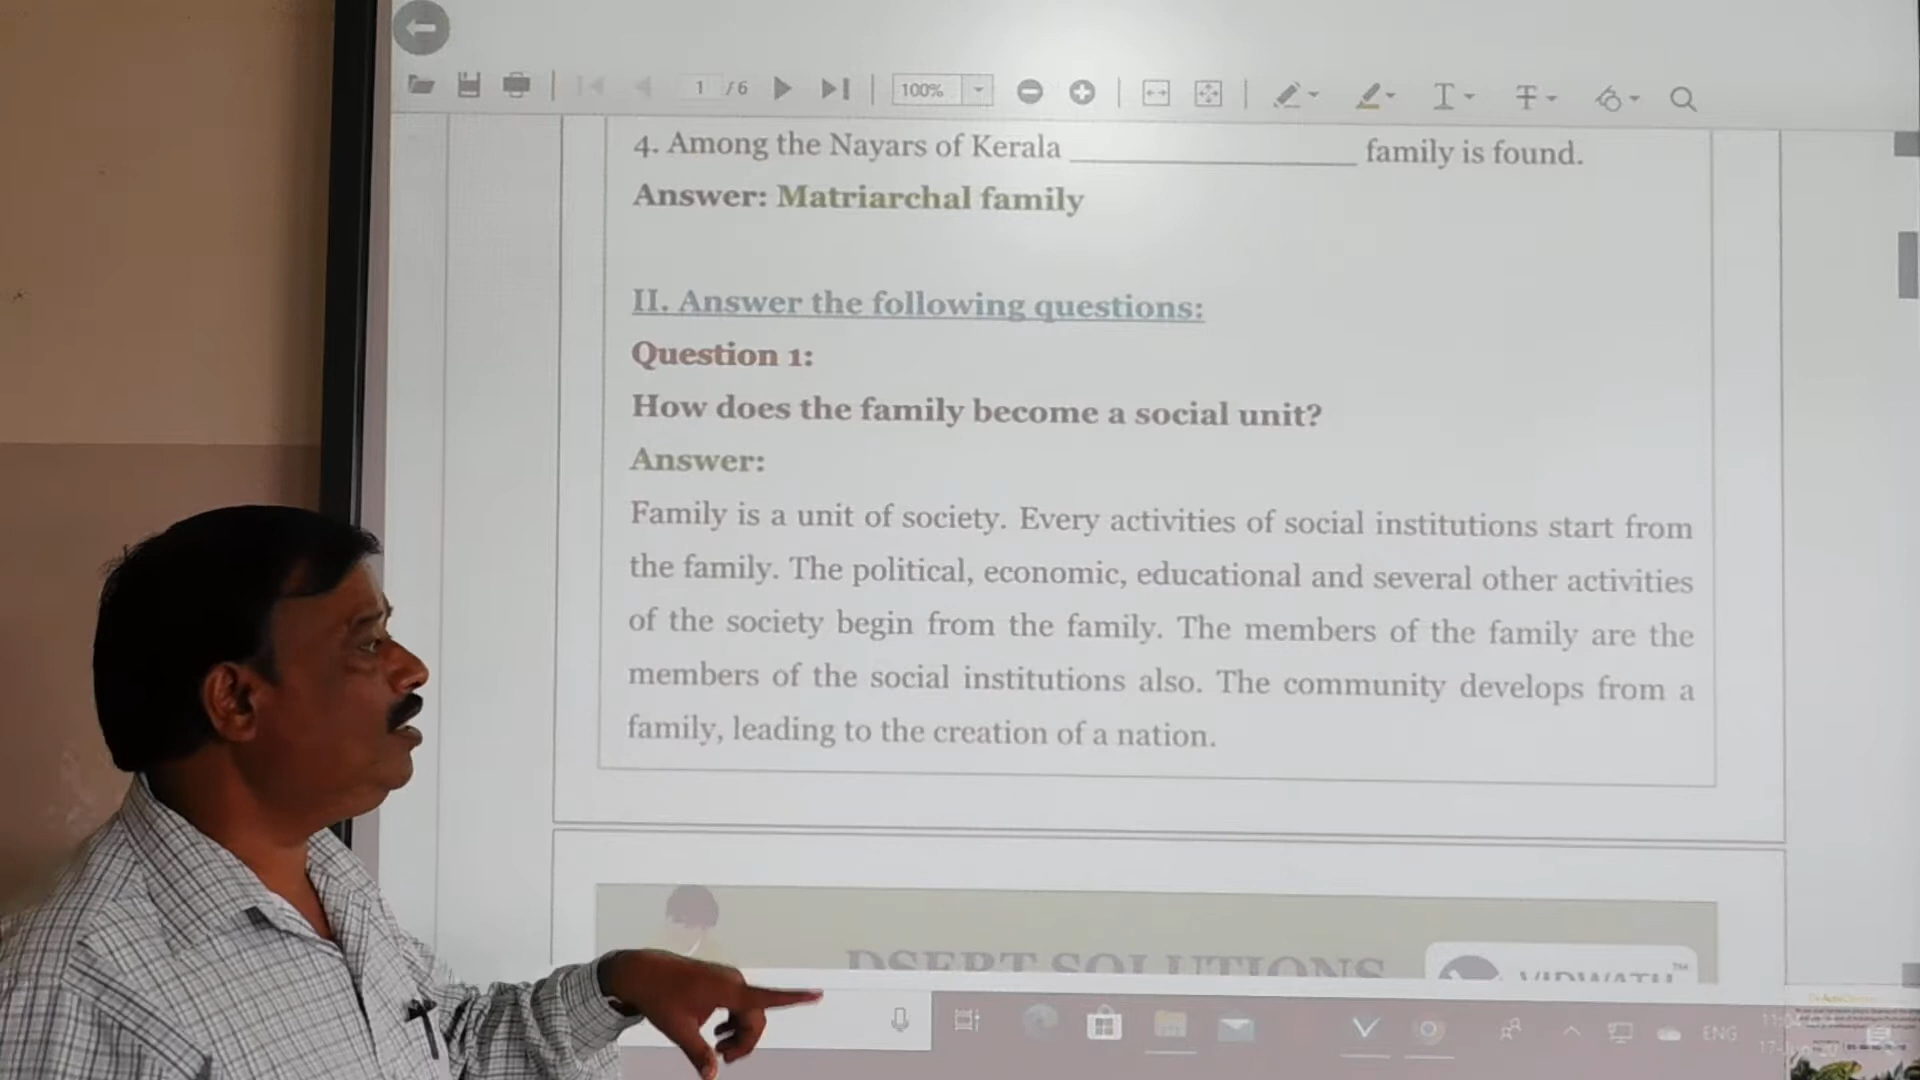 1 / 6
100%
4. Among the Nayars of Kerala ____________________ family is found.
Answer: Matriarchal family
II. Answer the following questions:
Question 1:
How does the family become a social unit?
Answer:
Family is a unit of society. Every activities of social institutions start from
the family. The political, economic, educational and several other activities
of the society begin from the family. The members of the family are the
members of the social institutions also. The community develops from a
family, leading to the creation of a nation.
DSERT SOLUTIONS
VIDWATH™
ENG